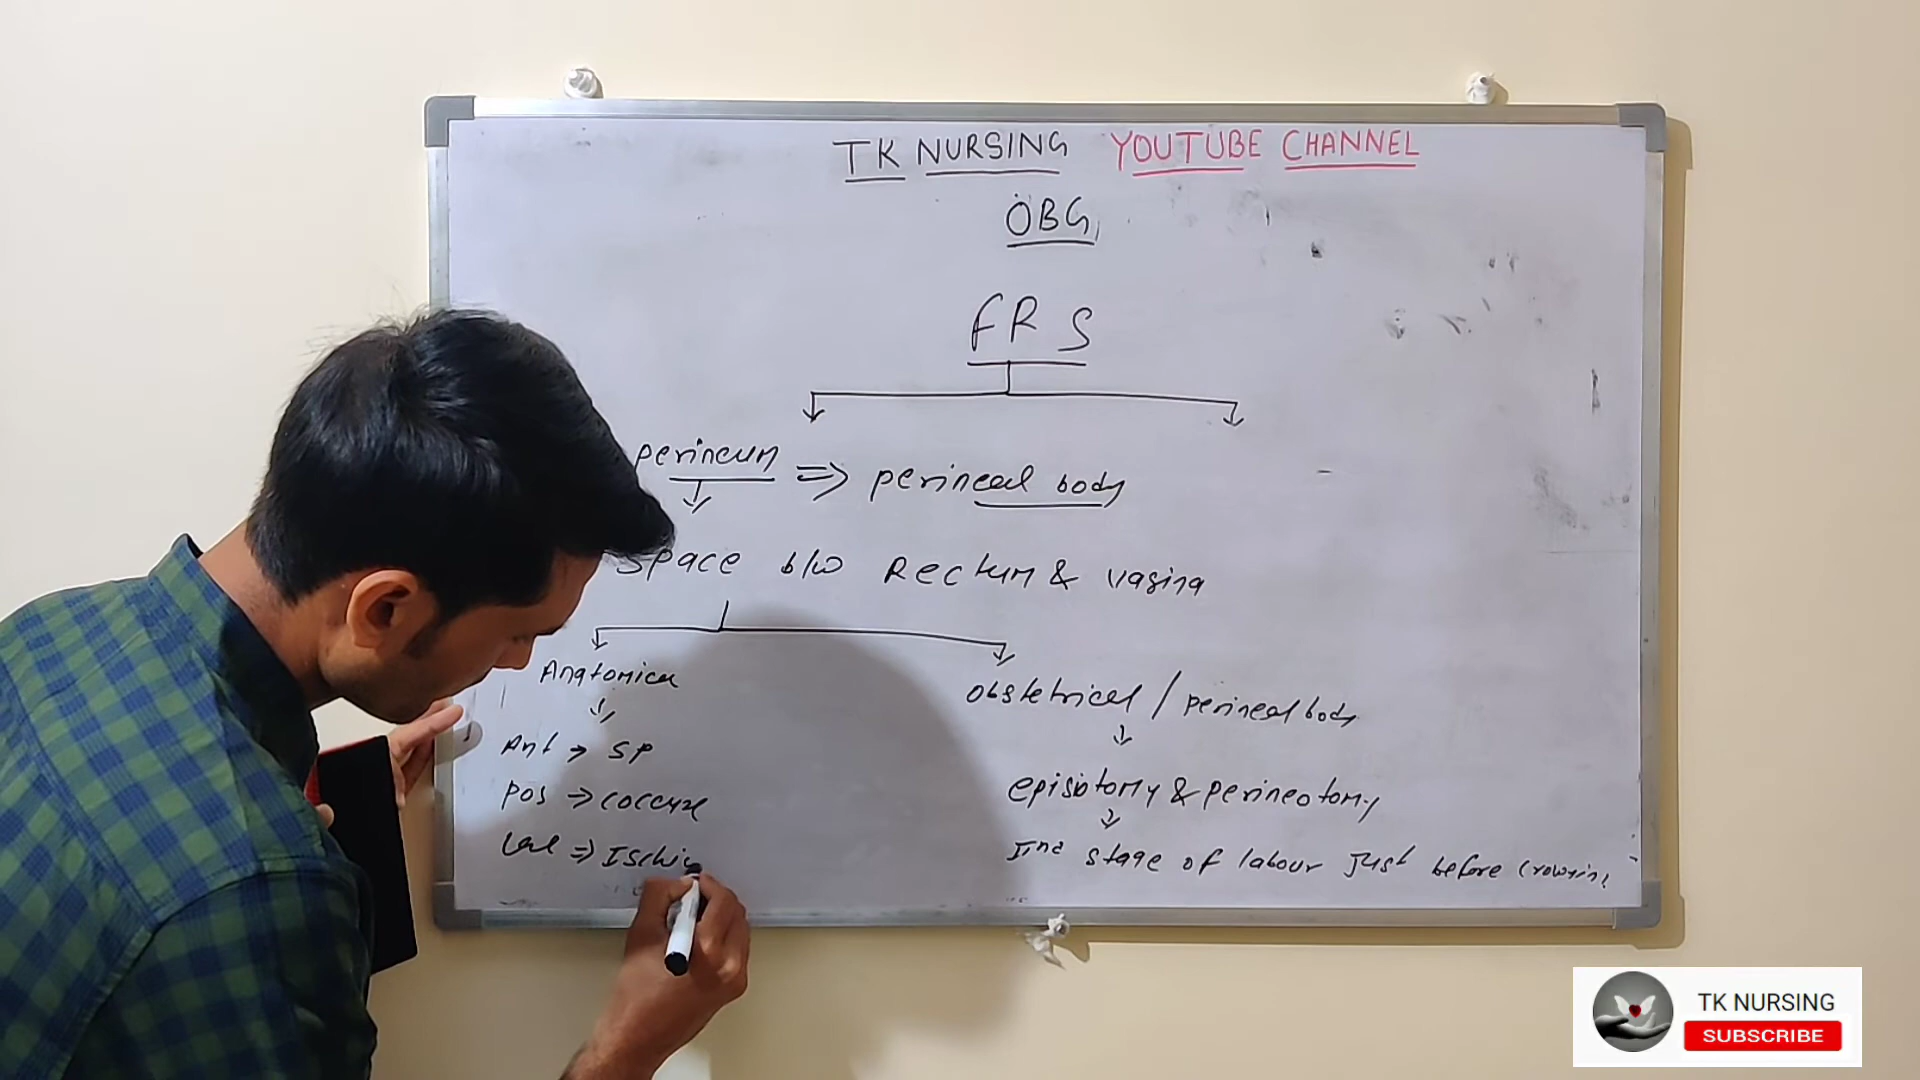 TK NURSING YOUTUBE CHANNEL
OBG
FRS
perineum => perineal body
space b/w Rectum & vagina
Anatomical
Obstetrical / perineal body
Ant → SP
episiotomy & perineotomy
pos → coccyx
IInd stage of labour Just before Crowning
Lat => Ischi
TK NURSING
SUBSCRIBE